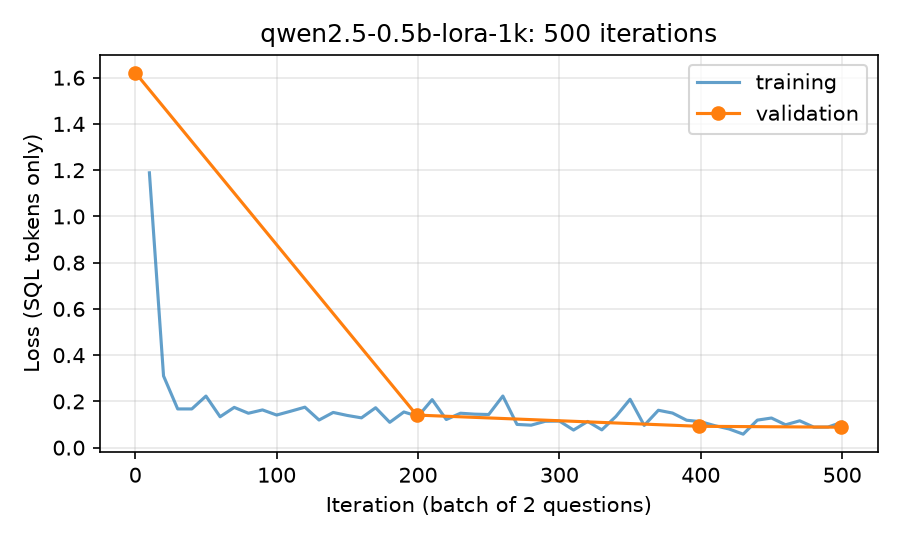 qwen2.5-0.5b-lora-1k: 500 iterations
training
validation
Loss (SQL tokens only)
1.6
1.4
1.2
1.0
0.8
0.6
0.4
0.2
0.0
0 100 200 300 400 500
Iteration (batch of 2 questions)